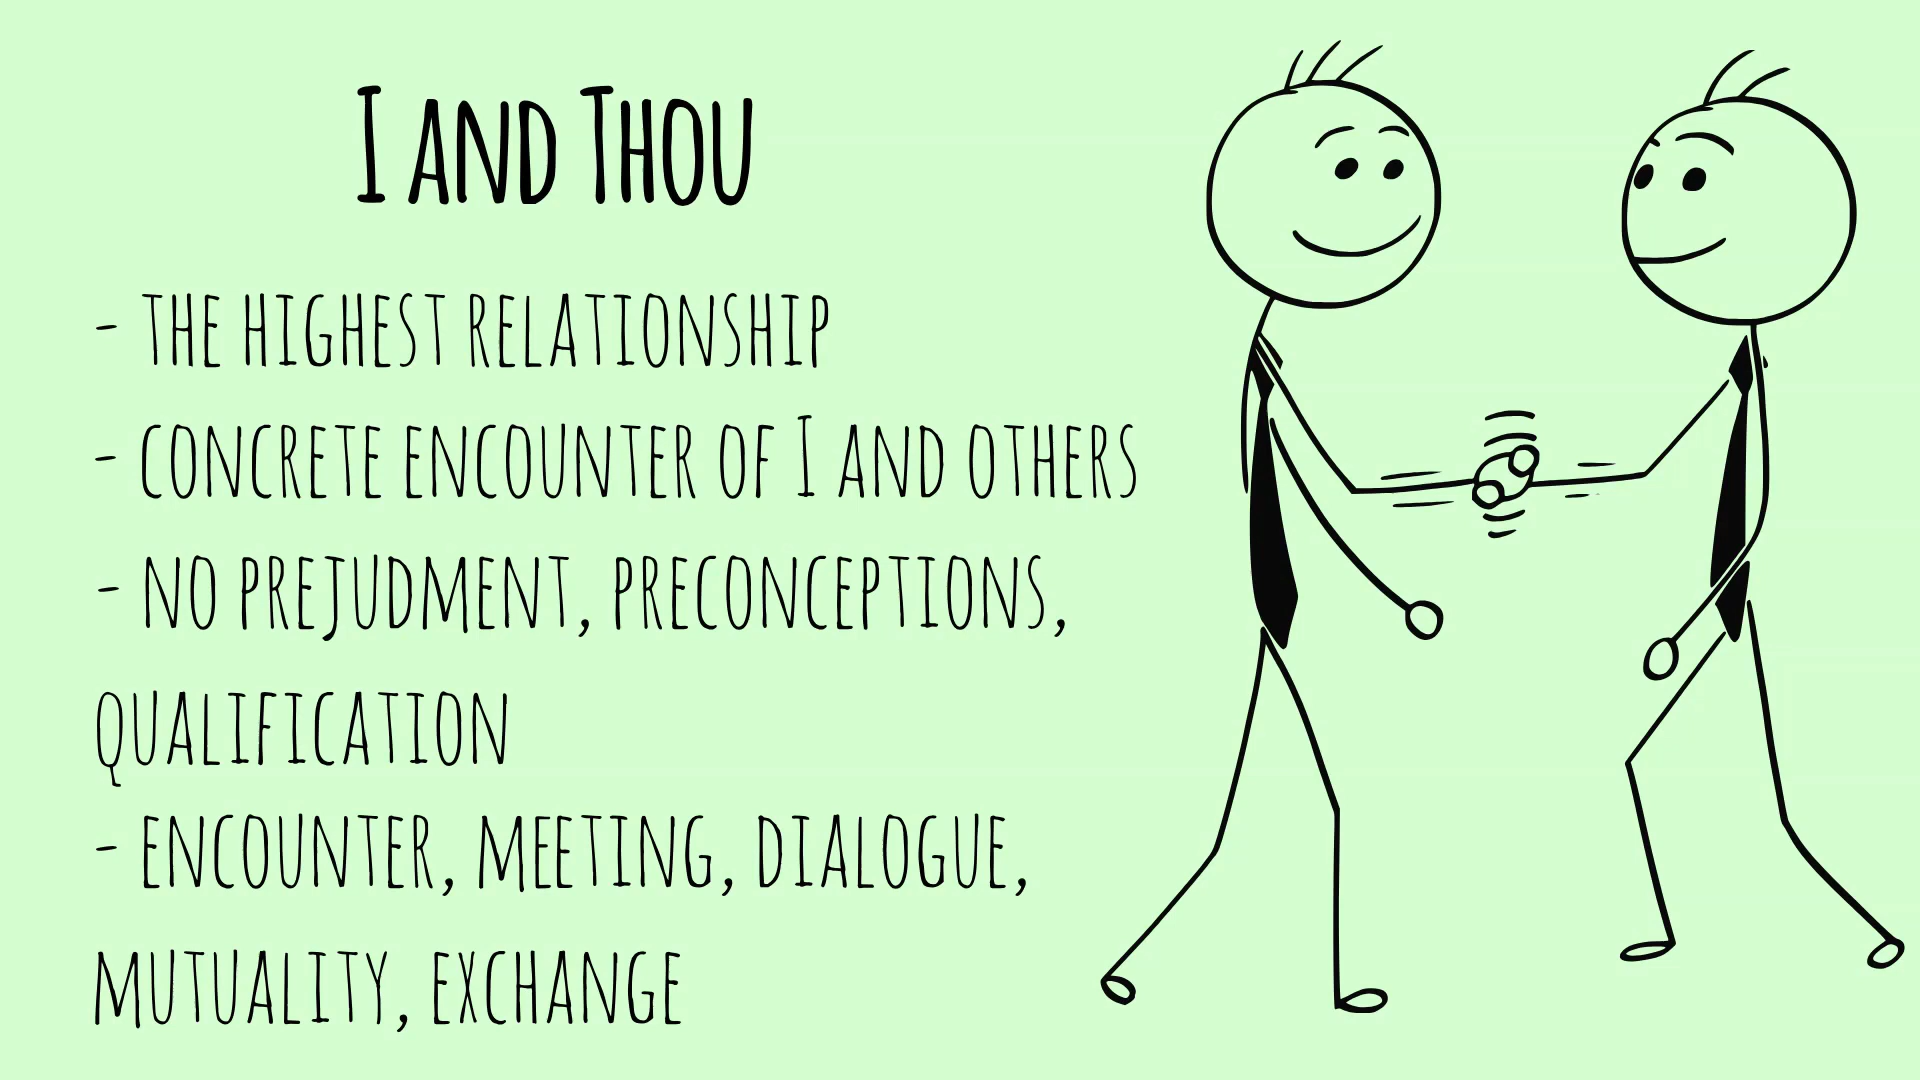 I and Thou
- the highest relationship
- concrete encounter of I and others
- no prejudment, preconceptions,
qualification
- encounter, meeting, dialogue,
mutuality, exchange